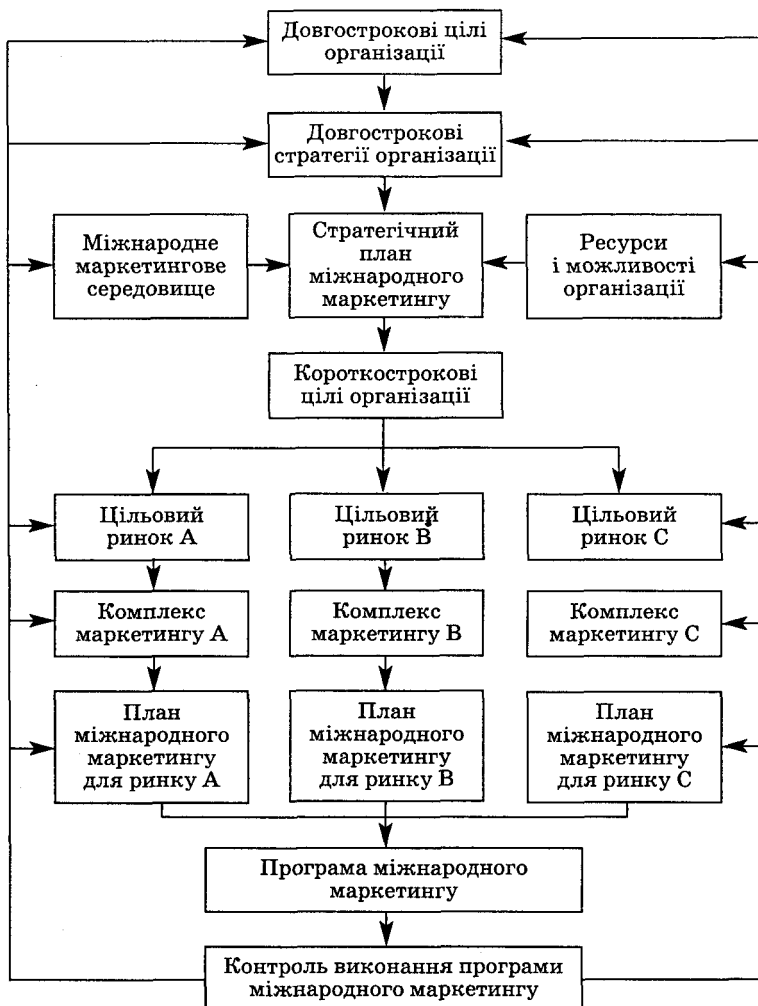 Довгострокові цілі
організації
Довгострокові
стратегії організації
Міжнародне
маркетингове
середовище
Стратегічний
план
міжнародного
маркетингу
Ресурси
і можливості
організації
Короткострокові
цілі організації
Цільовий
ринок А
Цільовий
ринок В
Цільовий
ринок С
Комплекс
маркетингу А
Комплекс
маркетингу В
Комплекс
маркетингу С
План
міжнародного
маркетингу
для ринку А
План
міжнародного
маркетингу
для ринку В
План
міжнародного
маркетингу
для ринку С
Програма міжнародного
маркетингу
Контроль виконання програми
міжнародного маркетингу